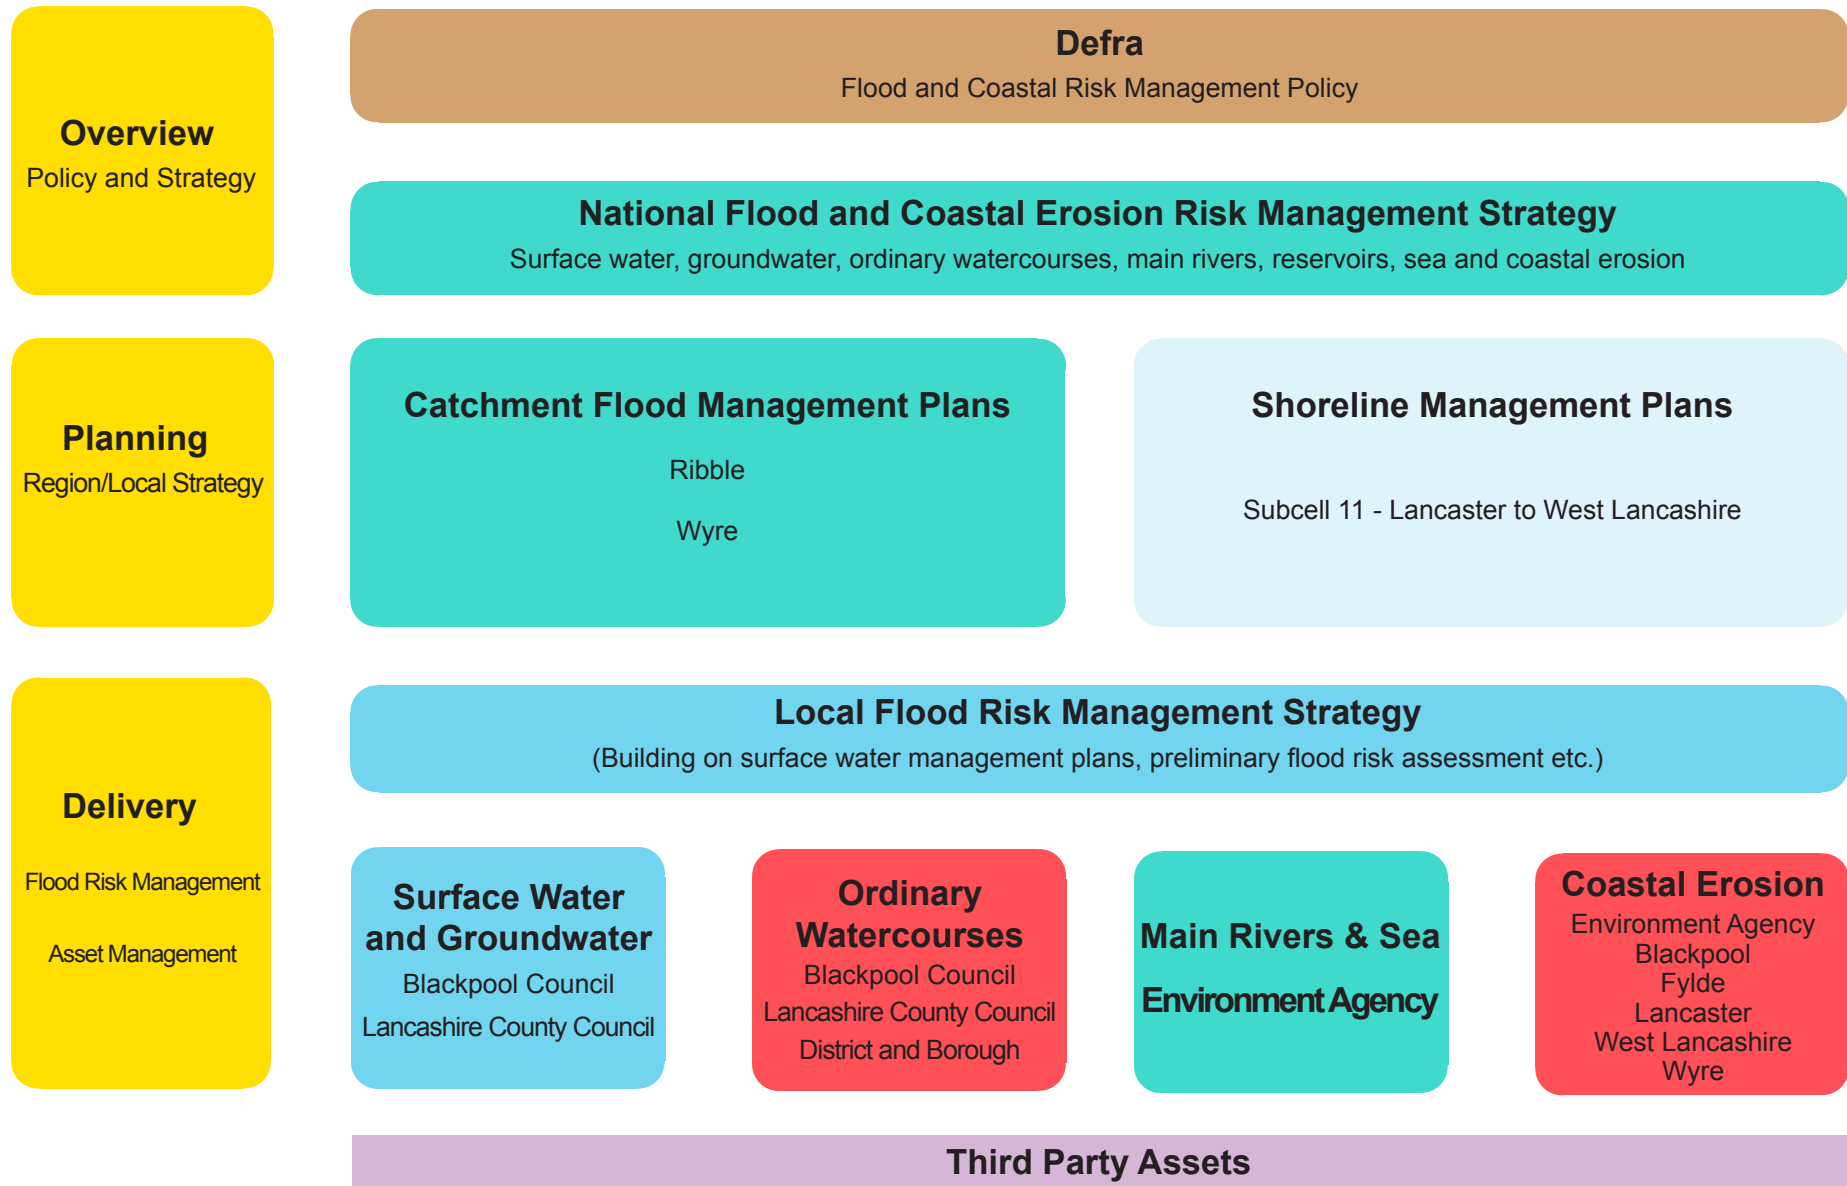 Overview
Policy and Strategy
Defra
Flood and Coastal Risk Management Policy
National Flood and Coastal Erosion Risk Management Strategy
Surface water, groundwater, ordinary watercourses, main rivers, reservoirs, sea and coastal erosion
Planning
Region/Local Strategy
Catchment Flood Management Plans
Ribble
Wyre
Shoreline Management Plans
Subcell 11 - Lancaster to West Lancashire
Delivery
Flood Risk Management
Asset Management
Local Flood Risk Management Strategy
(Building on surface water management plans, preliminary flood risk assessment etc.)
Surface Water
and Groundwater
Blackpool Council
Lancashire County Council
Ordinary
Watercourses
Blackpool Council
Lancashire County Council
District and Borough
Main Rivers & Sea
Environment Agency
Coastal Erosion
Environment Agency
Blackpool
Fylde
Lancaster
West Lancashire
Wyre
Third Party Assets